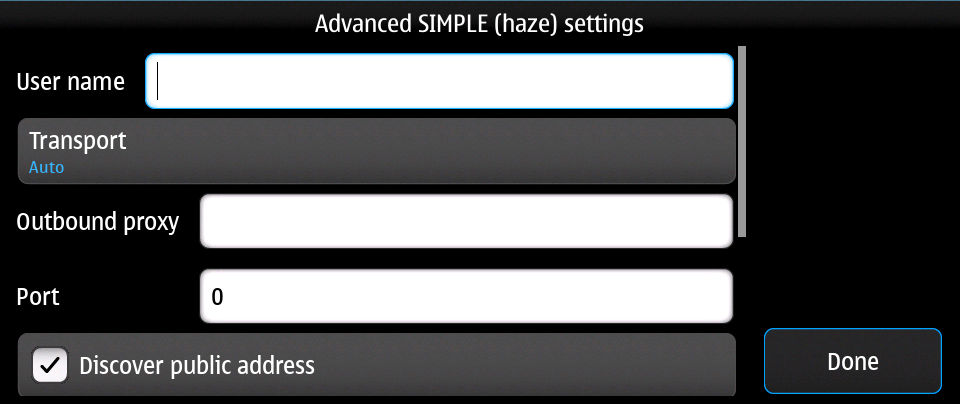 Advanced SIMPLE (haze) settings
User name
Transport
Auto
Outbound proxy
Port
0
Discover public address
Done